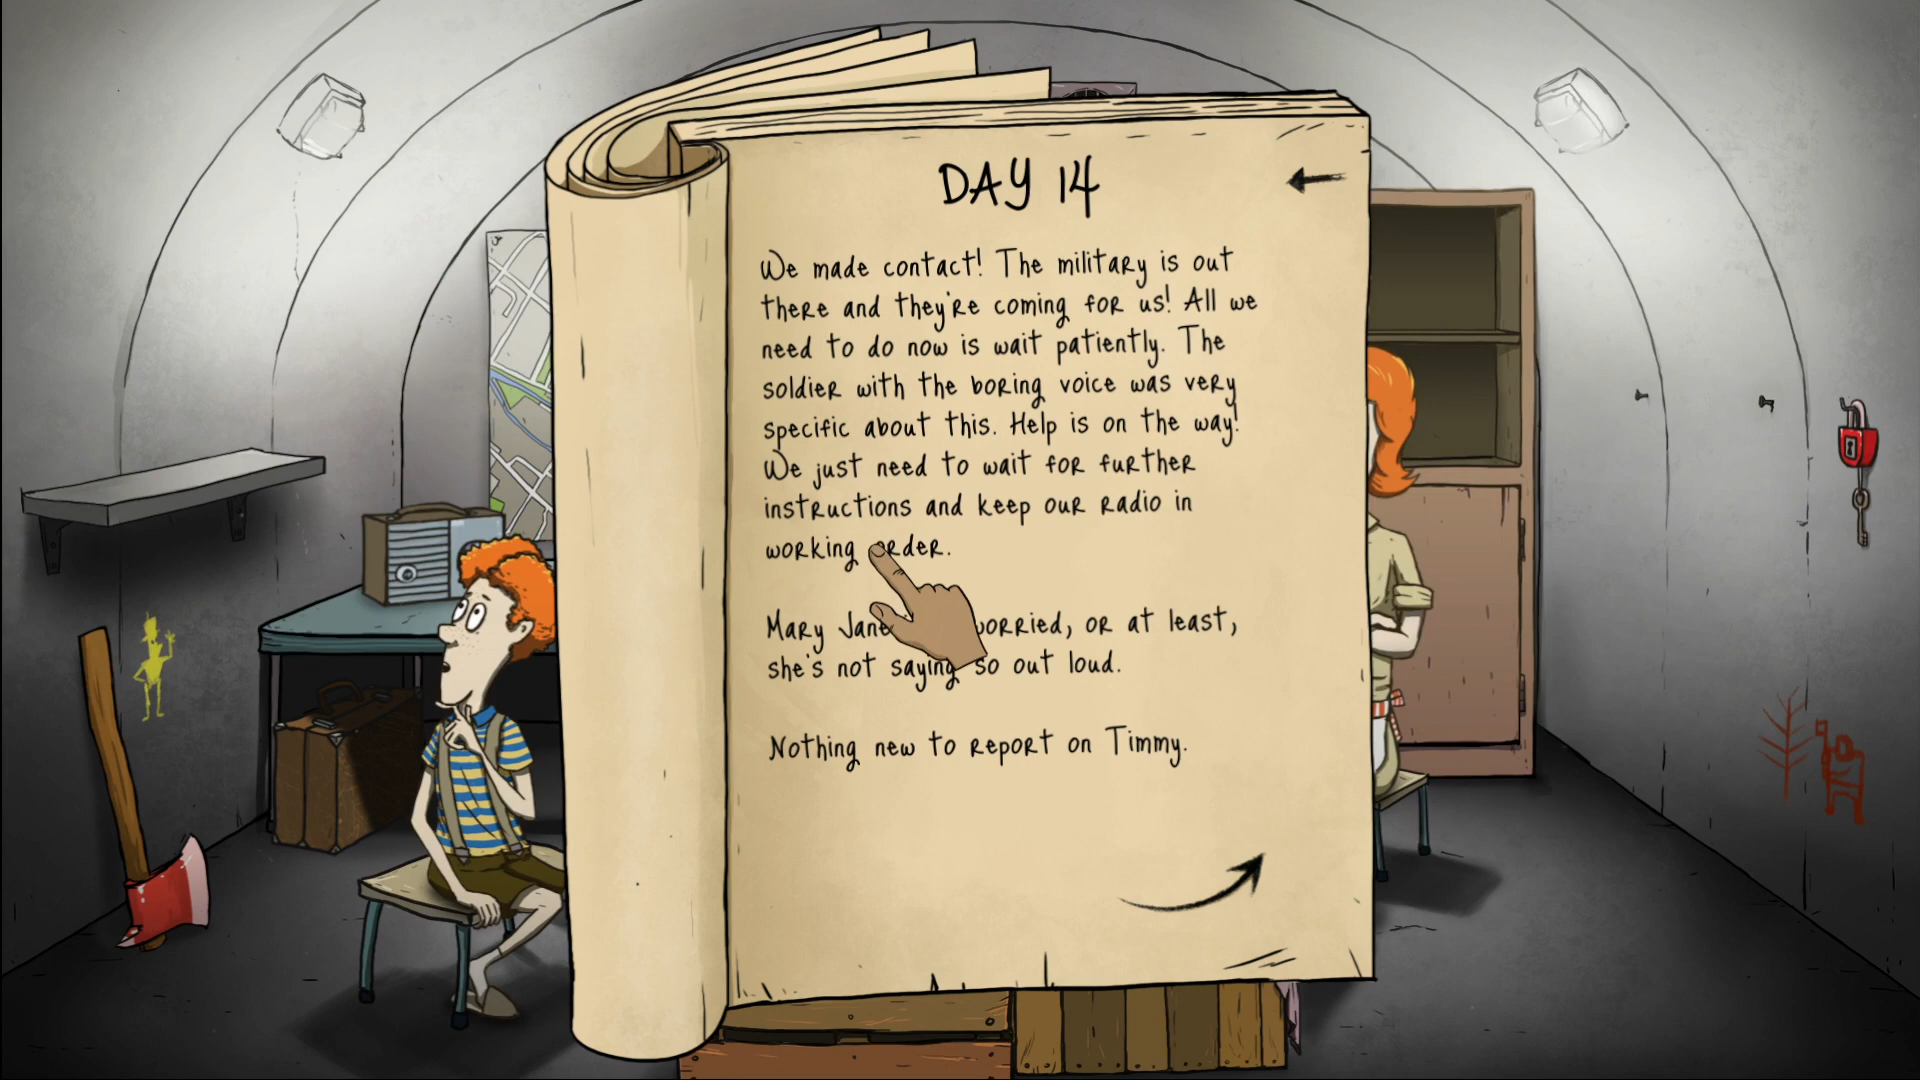 DAY 14
We made contact! The military is out
there and they're coming for us! All we
need to do now is wait patiently. The
soldier with the boring voice was very
specific about this. Help is on the way!
We just need to wait for further
instructions and keep our radio in
working order.
Mary Jane worried, or at least,
she's not saying so out loud.
Nothing new to report on Timmy.